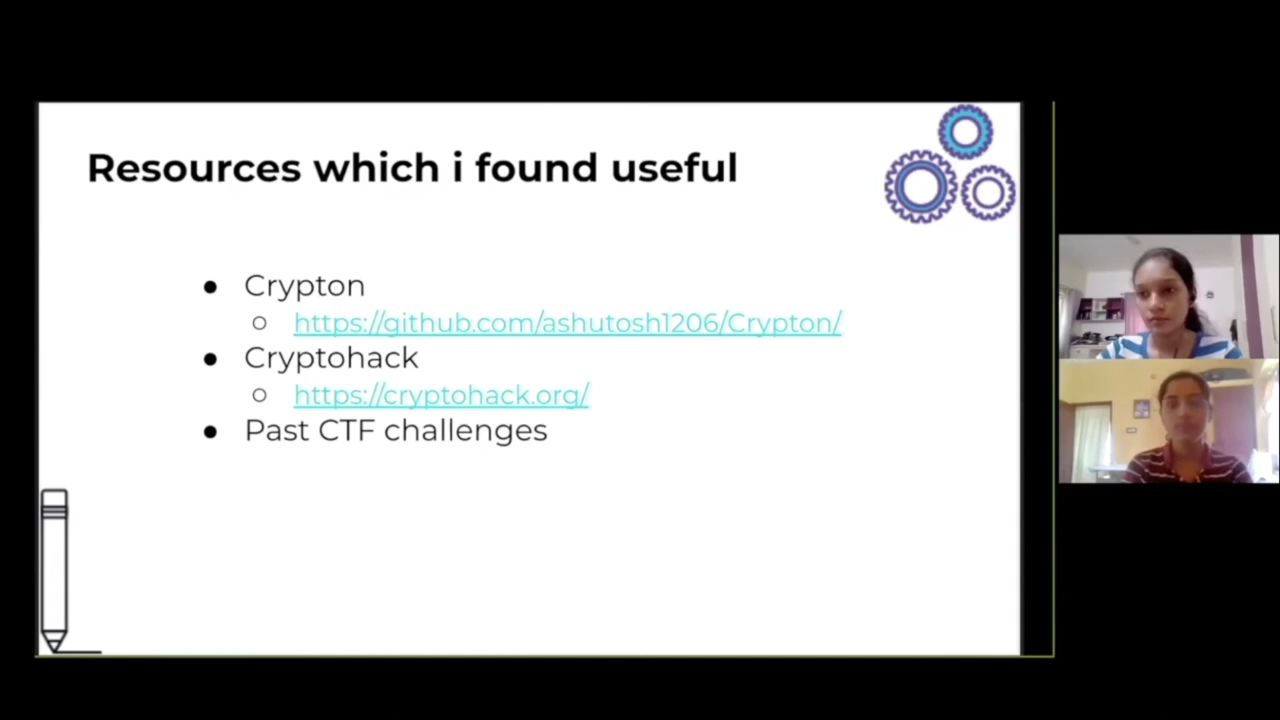 Resources which i found useful
● Crypton
○ https://github.com/ashutosh1206/Crypton/
● Cryptohack
○ https://cryptohack.org/
● Past CTF challenges